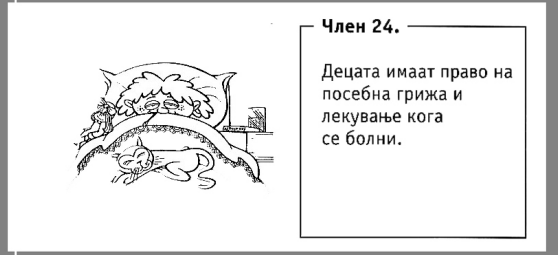 Член 24.
Децата имаат право на
посебна грижа и
лекување кога
се болни.